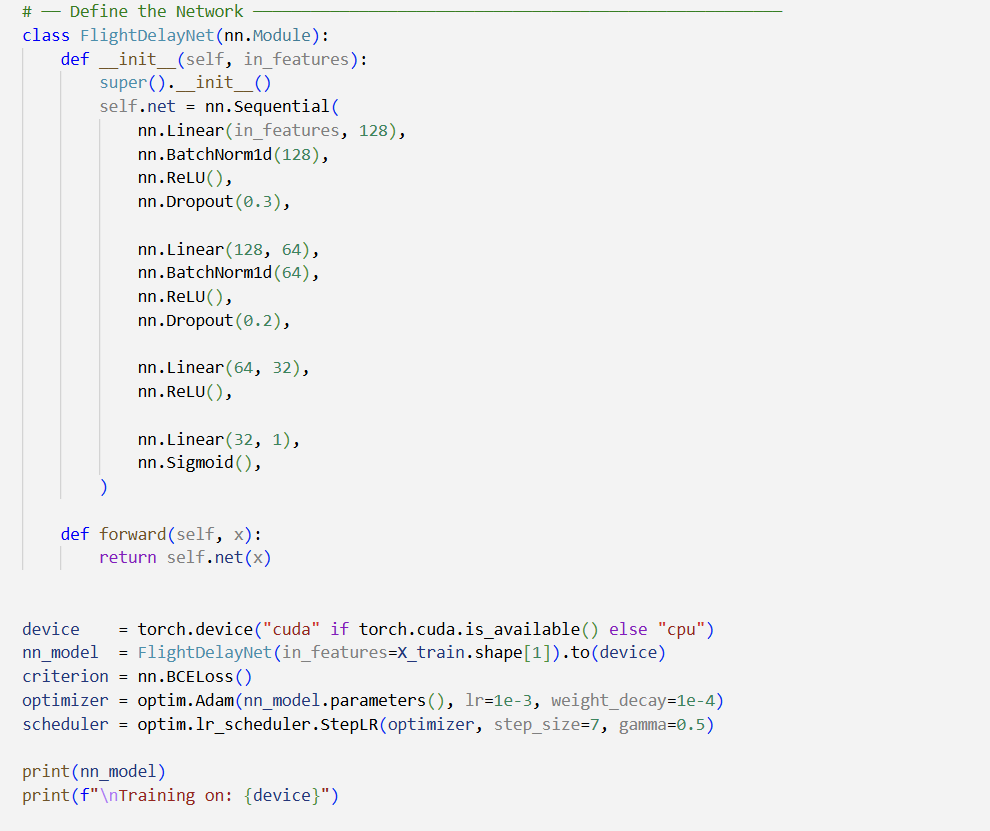 # ── Define the Network ───────────────────────────────────────────────────────
class FlightDelayNet(nn.Module):
    def __init__(self, in_features):
        super().__init__()
        self.net = nn.Sequential(
            nn.Linear(in_features, 128),
            nn.BatchNorm1d(128),
            nn.ReLU(),
            nn.Dropout(0.3),

            nn.Linear(128, 64),
            nn.BatchNorm1d(64),
            nn.ReLU(),
            nn.Dropout(0.2),

            nn.Linear(64, 32),
            nn.ReLU(),

            nn.Linear(32, 1),
            nn.Sigmoid(),
        )

    def forward(self, x):
        return self.net(x)


device    = torch.device("cuda" if torch.cuda.is_available() else "cpu")
nn_model  = FlightDelayNet(in_features=X_train.shape[1]).to(device)
criterion = nn.BCELoss()
optimizer = optim.Adam(nn_model.parameters(), lr=1e-3, weight_decay=1e-4)
scheduler = optim.lr_scheduler.StepLR(optimizer, step_size=7, gamma=0.5)

print(nn_model)
print(f"\nTraining on: {device}")